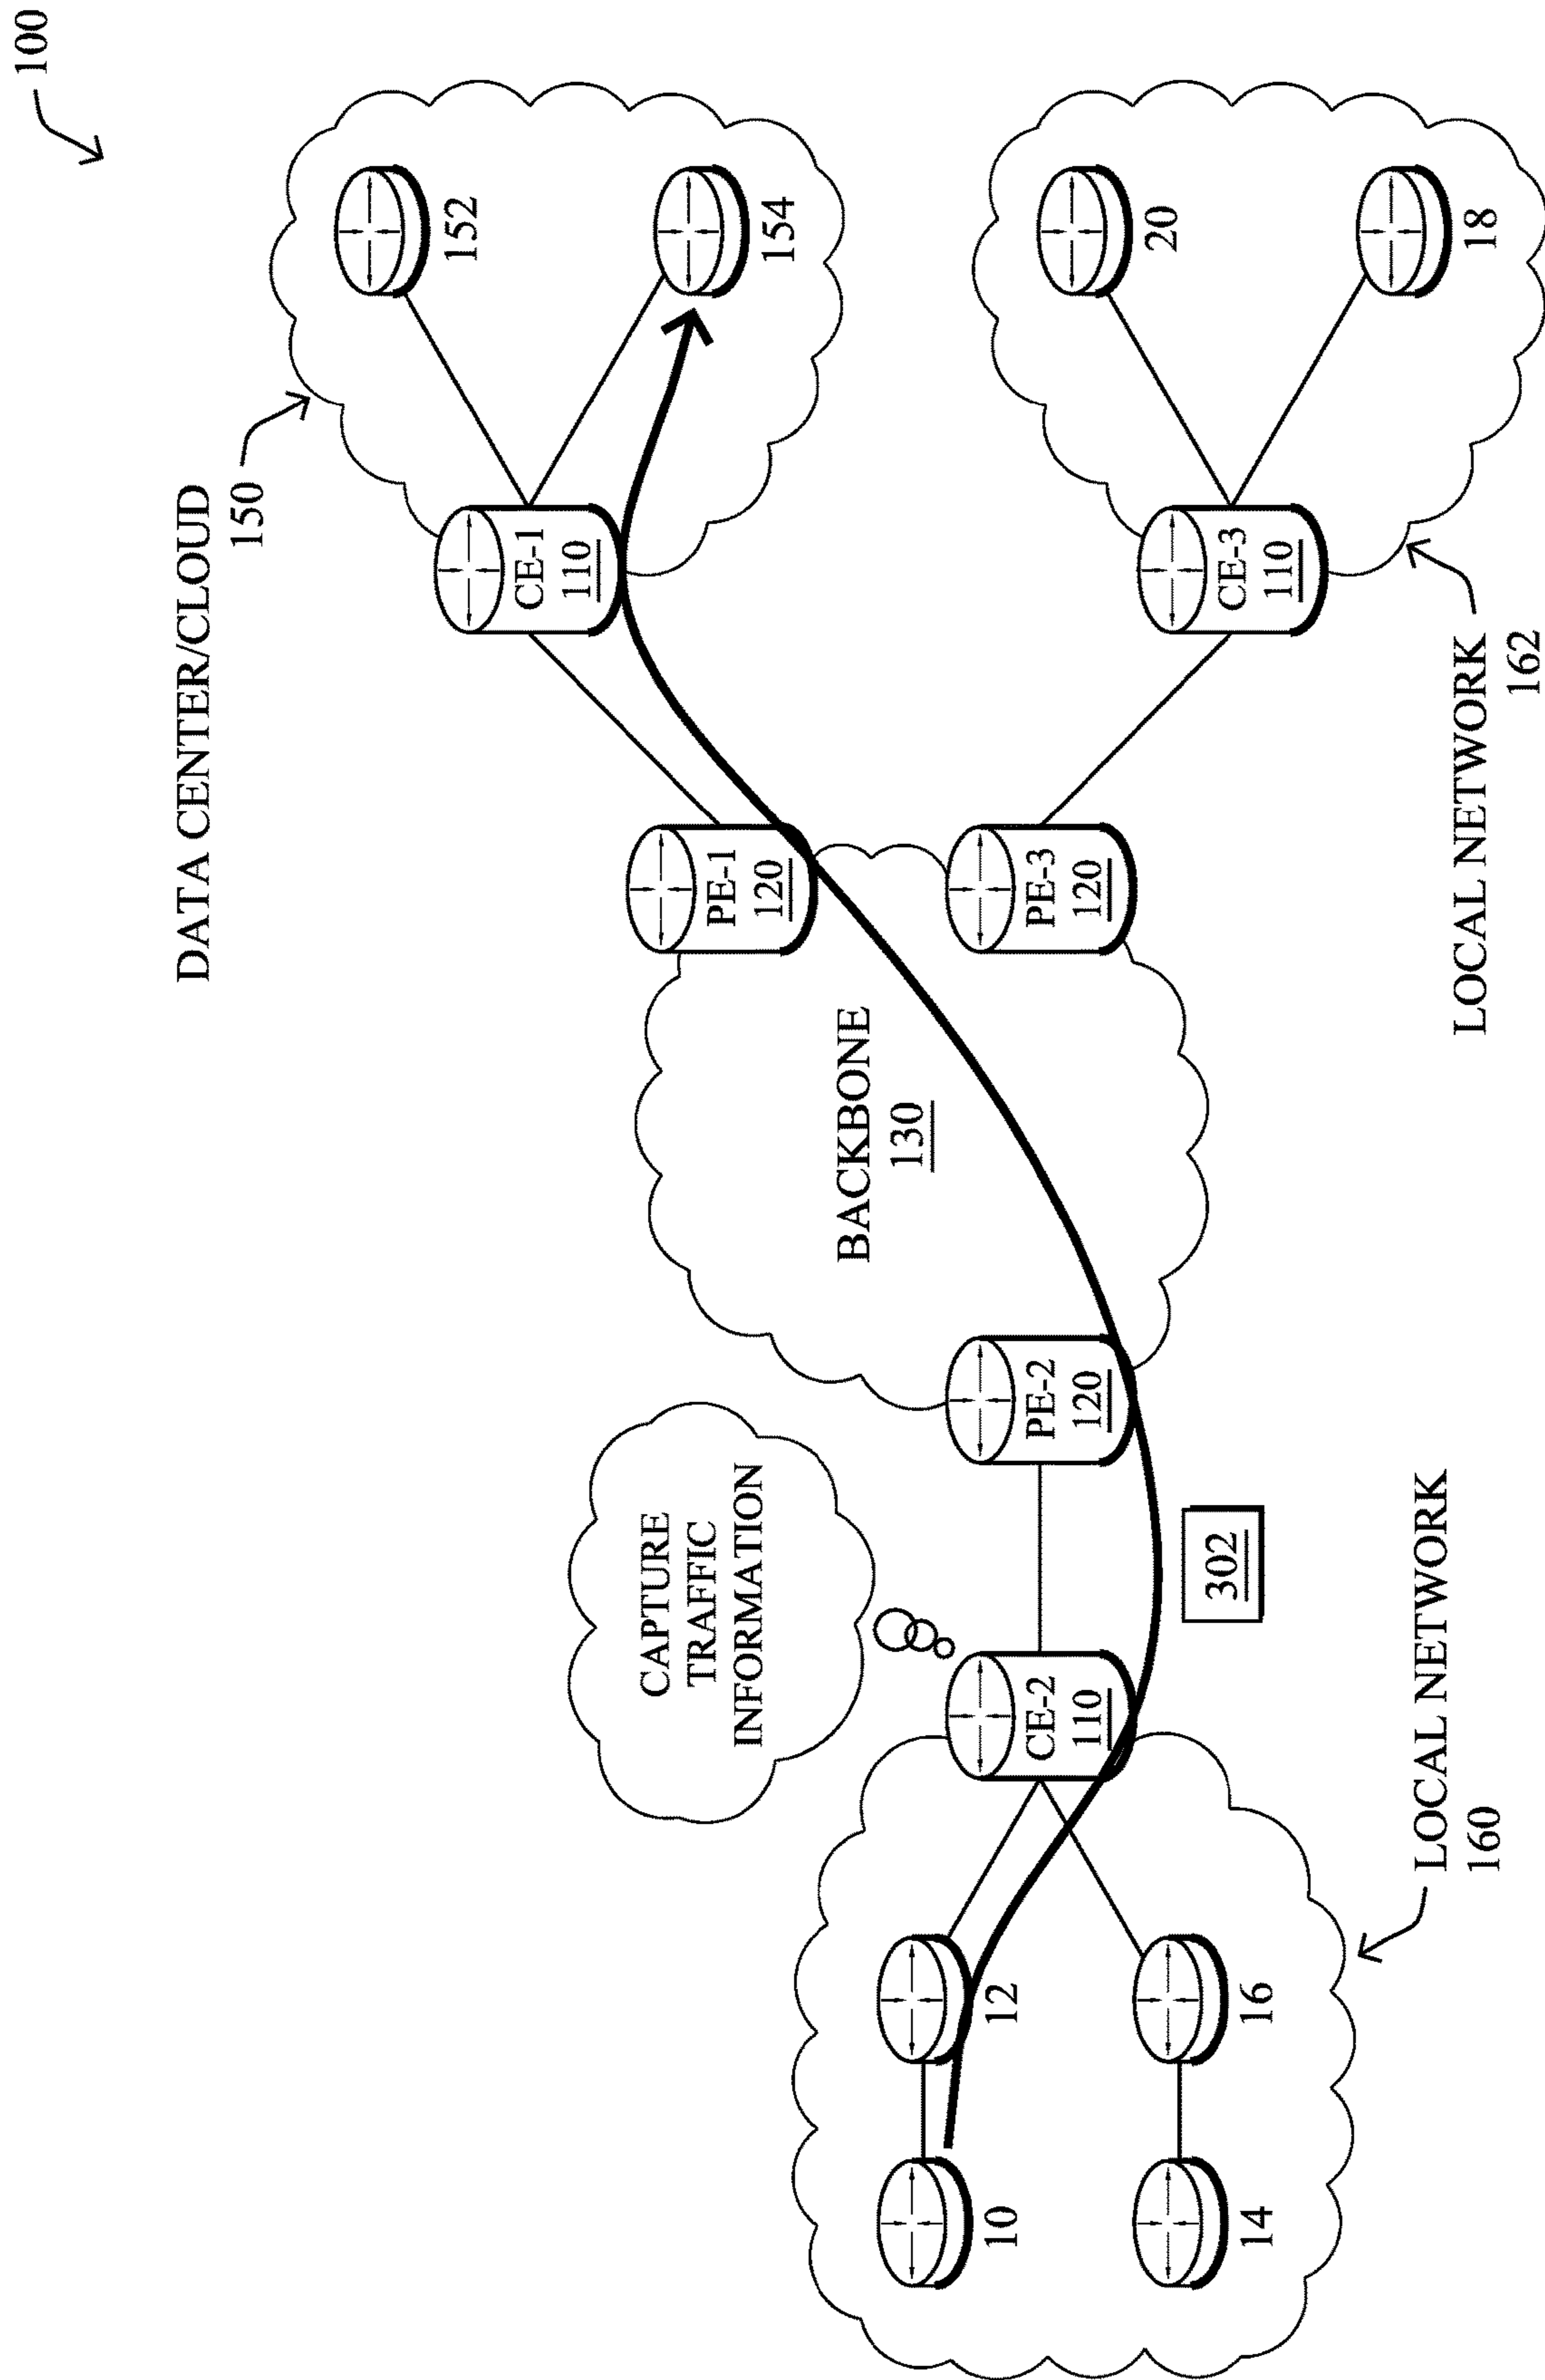 100
DATA CENTER/CLOUD
150
152
154
CE-1
110
PE-1
120
BACKBONE
130
CAPTURE
TRAFFIC
INFORMATION
10
12
14
16
CE-2
110
PE-2
120
PE-3
120
CE-3
110
20
18
302
LOCAL NETWORK
160
LOCAL NETWORK
162